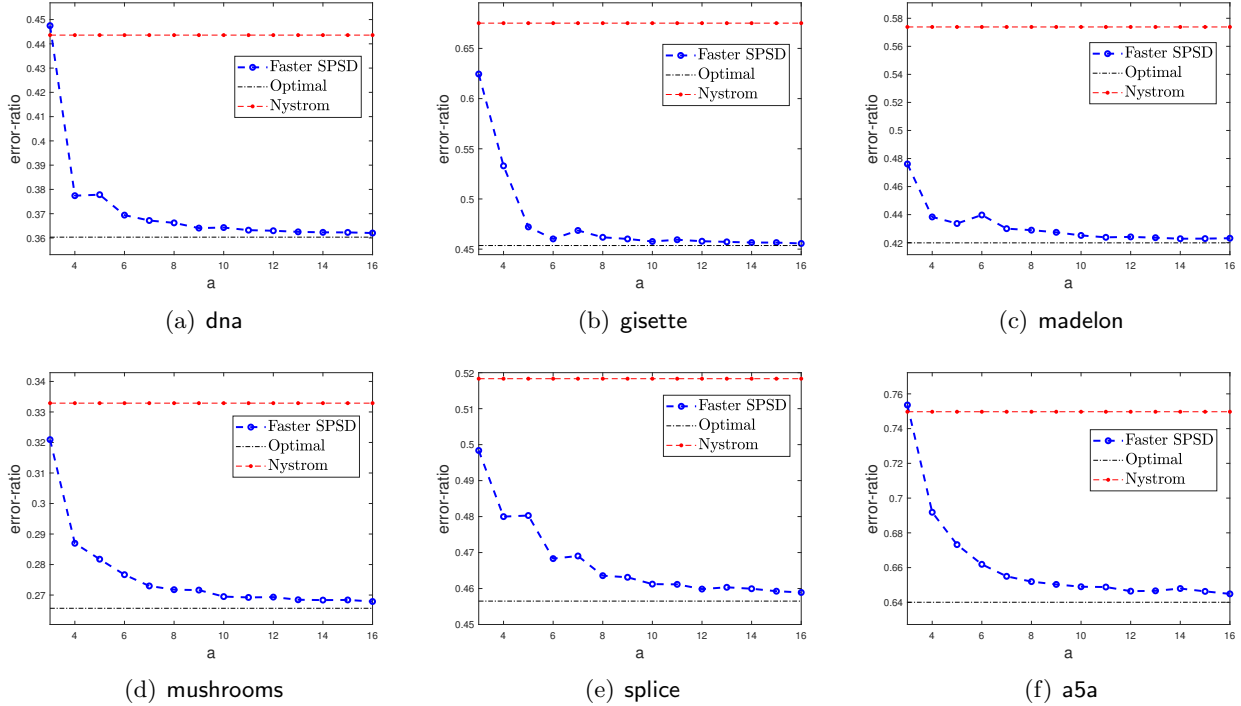 0.45
0.44
0.43
0.42
0.41
0.4
0.39
0.38
0.37
0.36
error-ratio
4 6 8 10 12 14 16
a
Faster SPSD
Optimal
Nystrom
(a) dna
0.65
0.6
0.55
0.5
0.45
error-ratio
4 6 8 10 12 14 16
a
Faster SPSD
Optimal
Nystrom
(b) gisette
0.58
0.56
0.54
0.52
0.5
0.48
0.46
0.44
0.42
error-ratio
4 6 8 10 12 14 16
a
Faster SPSD
Optimal
Nystrom
(c) madelon
0.34
0.33
0.32
0.31
0.3
0.29
0.28
0.27
error-ratio
4 6 8 10 12 14 16
a
Faster SPSD
Optimal
Nystrom
(d) mushrooms
0.52
0.51
0.5
0.49
0.48
0.47
0.46
0.45
error-ratio
4 6 8 10 12 14 16
a
Faster SPSD
Optimal
Nystrom
(e) splice
0.76
0.74
0.72
0.7
0.68
0.66
0.64
error-ratio
4 6 8 10 12 14 16
a
Faster SPSD
Optimal
Nystrom
(f) a5a